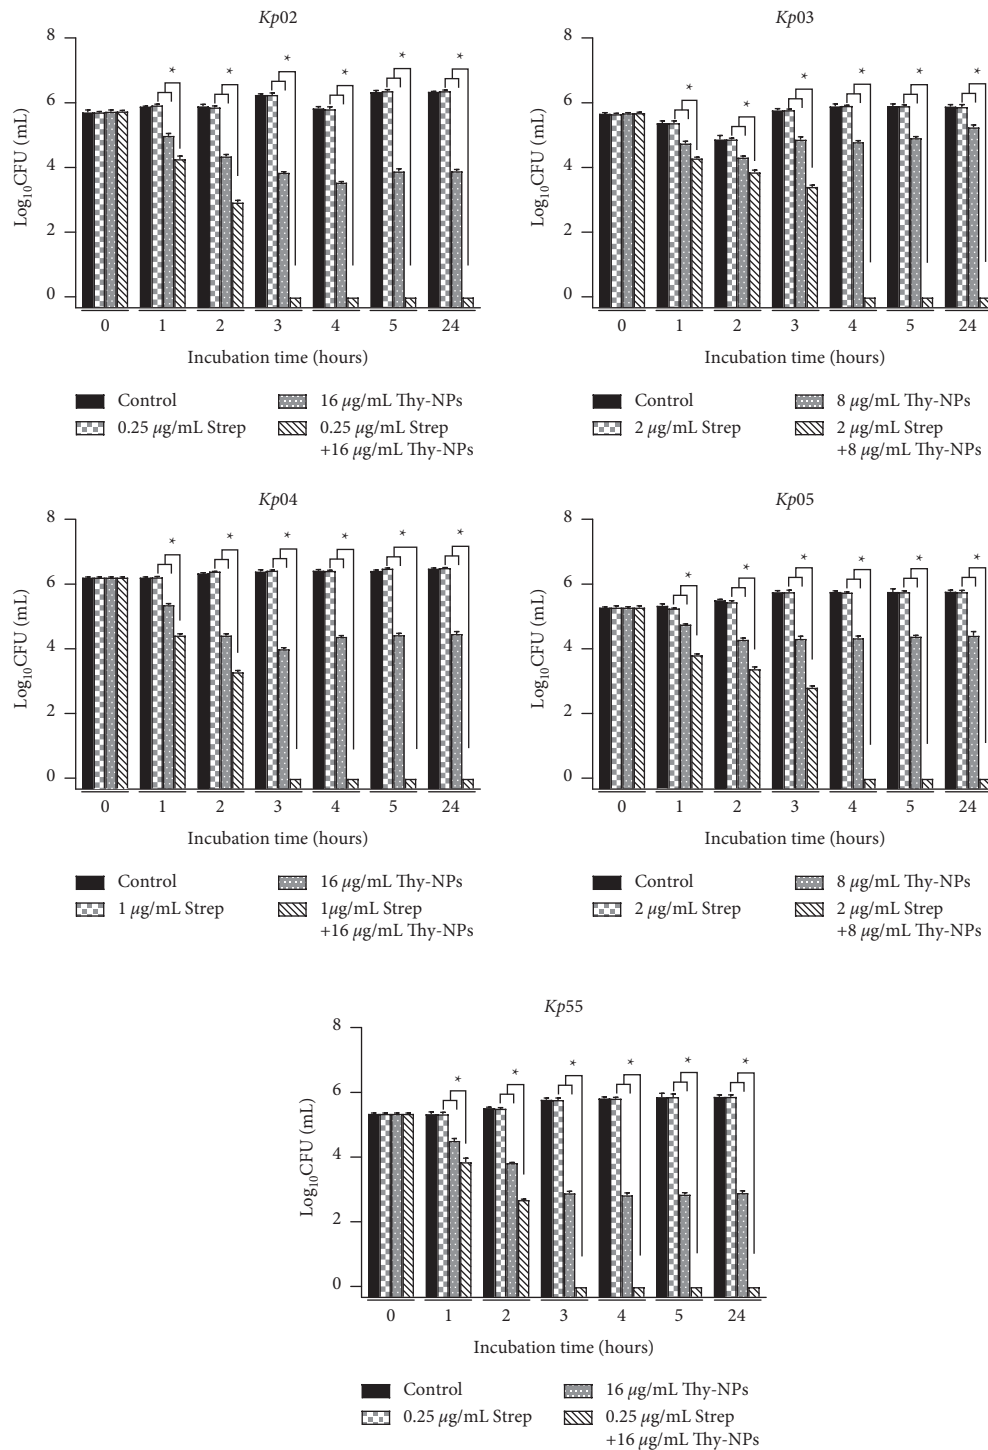 Kp02
8
6
4
2
0
Log10CFU (mL)
0 1 2 3 4 5 24
* * * * * *
Incubation time (hours)
Control
0.25 µg/mL Strep
16 µg/mL Thy-NPs
0.25 µg/mL Strep
+16 µg/mL Thy-NPs
Kp03
8
6
4
2
0
Log10CFU (mL)
0 1 2 3 4 5 24
* * * * * *
Incubation time (hours)
Control
2 µg/mL Strep
8 µg/mL Thy-NPs
2 µg/mL Strep
+8 µg/mL Thy-NPs
Kp04
8
6
4
2
0
Log10CFU (mL)
0 1 2 3 4 5 24
* * * * * *
Incubation time (hours)
Control
1 µg/mL Strep
16 µg/mL Thy-NPs
1µg/mL Strep
+16 µg/mL Thy-NPs
Kp05
8
6
4
2
0
Log10CFU (mL)
0 1 2 3 4 5 24
* * * * * *
Incubation time (hours)
Control
2 µg/mL Strep
8 µg/mL Thy-NPs
2 µg/mL Strep
+8 µg/mL Thy-NPs
Kp55
8
6
4
2
0
Log10CFU (mL)
0 1 2 3 4 5 24
* * * * * *
Incubation time (hours)
Control
0.25 µg/mL Strep
16 µg/mL Thy-NPs
0.25 µg/mL Strep
+16 µg/mL Thy-NPs